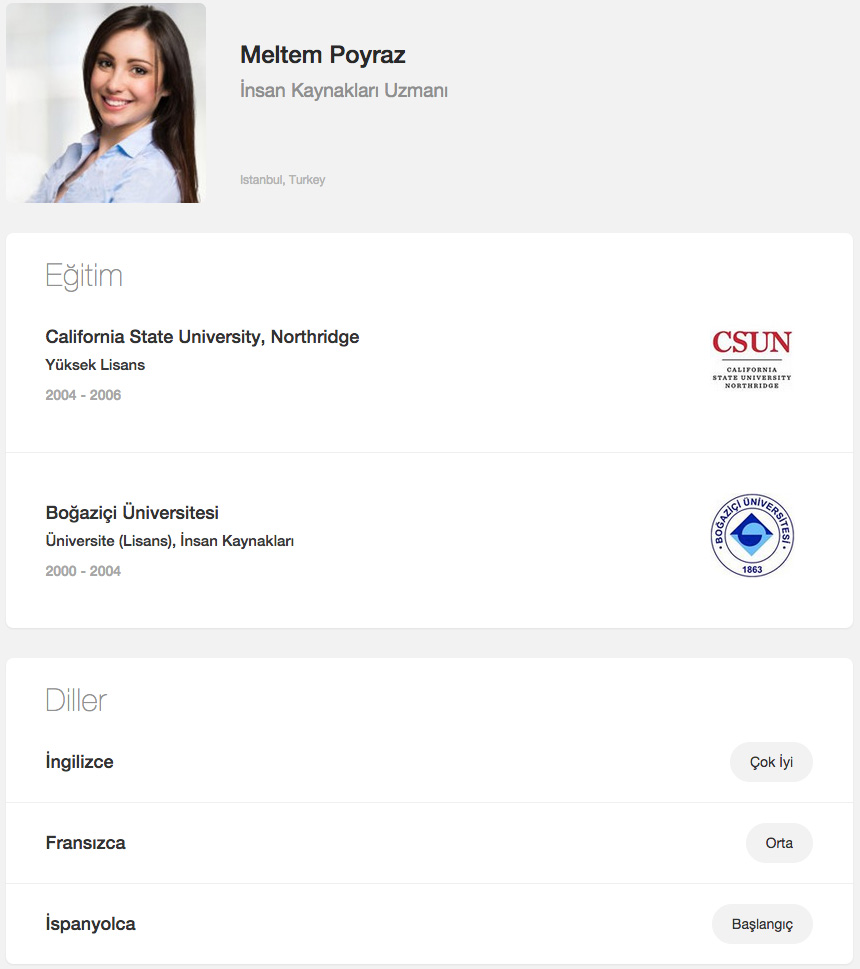 Meltem Poyraz
İnsan Kaynakları Uzmanı
Istanbul, Turkey
Eğitim
California State University, Northridge
Yüksek Lisans
2004 - 2006
CSUN
CALIFORNIA
STATE UNIVERSITY
NORTHRIDGE
Boğaziçi Üniversitesi
Üniversite (Lisans), İnsan Kaynakları
2000 - 2004
BOĞAZİÇİ ÜNİVERSİTESİ
1863
Diller
İngilizce
Çok İyi
Fransızca
Orta
İspanyolca
Başlangıç